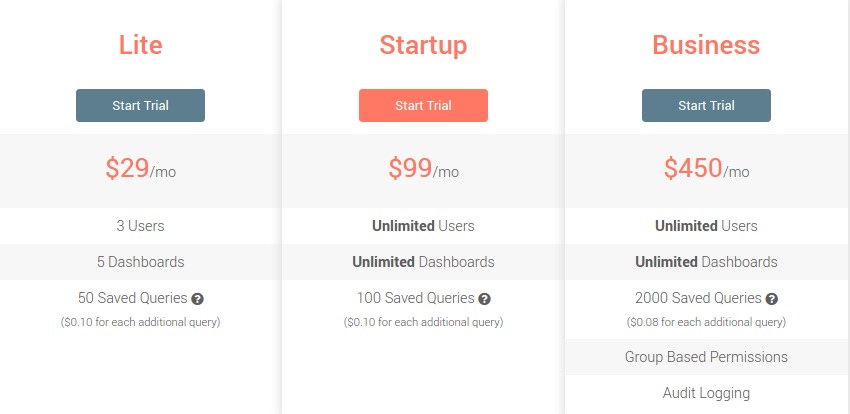 Lite
Start Trial
$29/mo
3 Users
5 Dashboards
50 Saved Queries ?
($0.10 for each additional query)
Startup
Start Trial
$99/mo
Unlimited Users
Unlimited Dashboards
100 Saved Queries ?
($0.10 for each additional query)
Business
Start Trial
$450/mo
Unlimited Users
Unlimited Dashboards
2000 Saved Queries ?
($0.08 for each additional query)
Group Based Permissions
Audit Logging